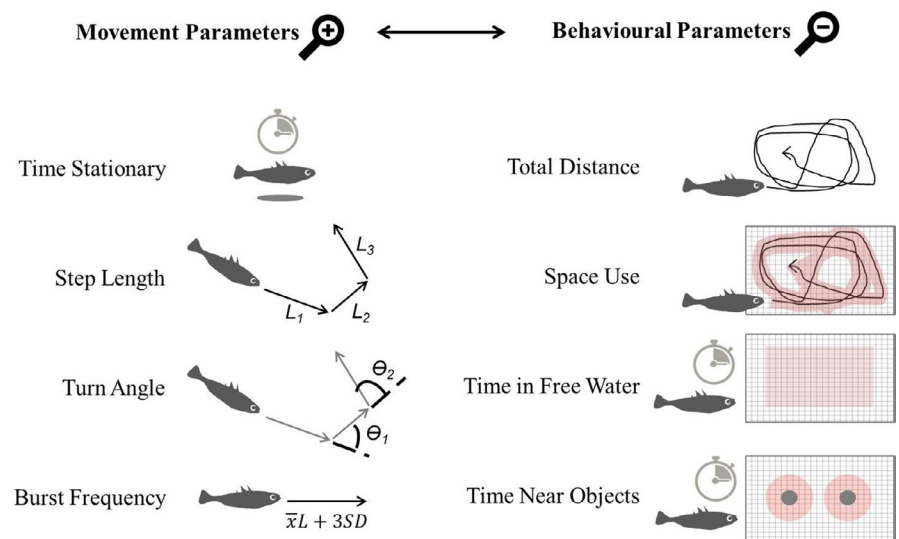 Movement Parameters
Behavioural Parameters
Time Stationary
Total Distance
Step Length
L1
L2
L3
Space Use
Turn Angle
Θ1
Θ2
Time in Free Water
Burst Frequency
x̅L + 3SD
Time Near Objects